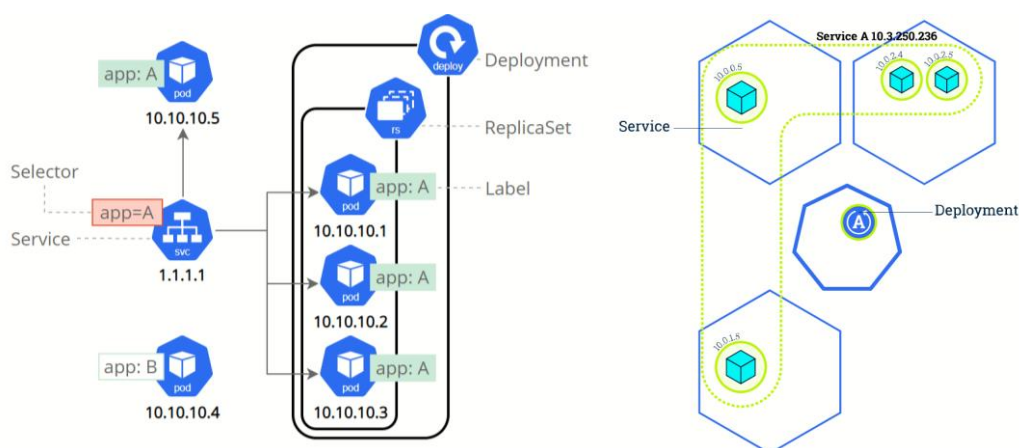 app: A
pod
10.10.10.5
deploy
Deployment
rs
ReplicaSet
Selector
app=A
Service
svc
1.1.1.1
app: A
Label
pod
10.10.10.1
app: A
pod
10.10.10.2
app: B
pod
10.10.10.4
app: A
pod
10.10.10.3
Service A 10.3.250.236
10.0.0.5
10.0.2.4
10.0.2.5
Service
A
Deployment
10.0.1.5